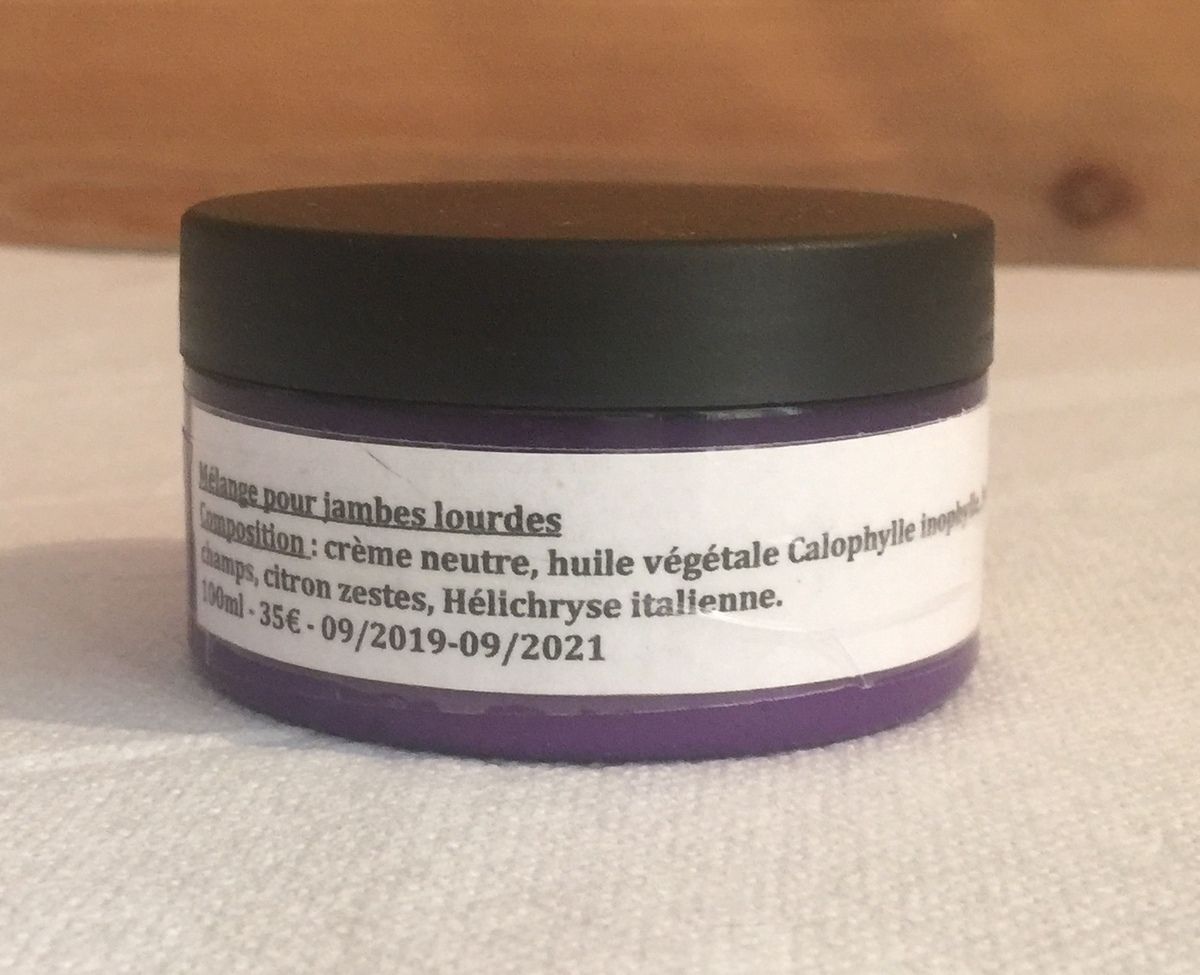 Mélange pour jambes lourdes
Composition : crème neutre, huile végétale Calophylle inophylle,
champs, citron zestes, Hélichryse italienne.
100ml - 35€ - 09/2019-09/2021